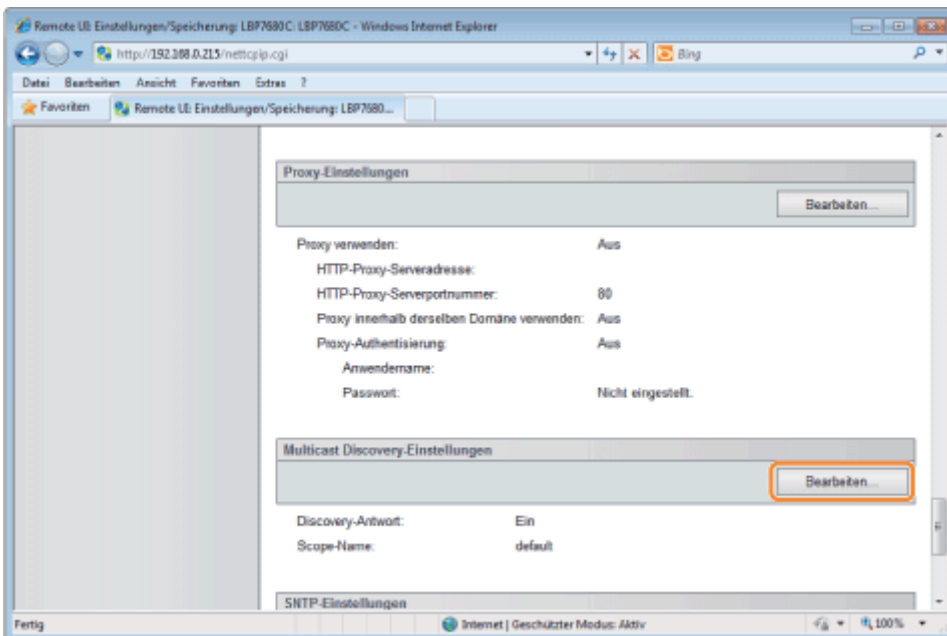 Remote UI: Einstellungen/Speicherung: LBP7680C: LBP7680C - Windows Internet Explorer
http://192.168.0.215/nettcpip.cgi
Bing
Datei Bearbeiten Ansicht Favoriten Extras ?
Favoriten Remote UI: Einstellungen/Speicherung: LBP7680...
Proxy-Einstellungen
Bearbeiten...
Proxy verwenden: Aus
HTTP-Proxy-Serveradresse:
HTTP-Proxy-Serverportnummer: 80
Proxy innerhalb derselben Domäne verwenden: Aus
Proxy-Authentisierung: Aus
Anwendername:
Passwort: Nicht eingestellt.
Multicast Discovery-Einstellungen
Bearbeiten...
Discovery-Antwort: Ein
Scope-Name: default
SNTP-Einstellungen
Fertig Internet | Geschützter Modus: Aktiv 100%